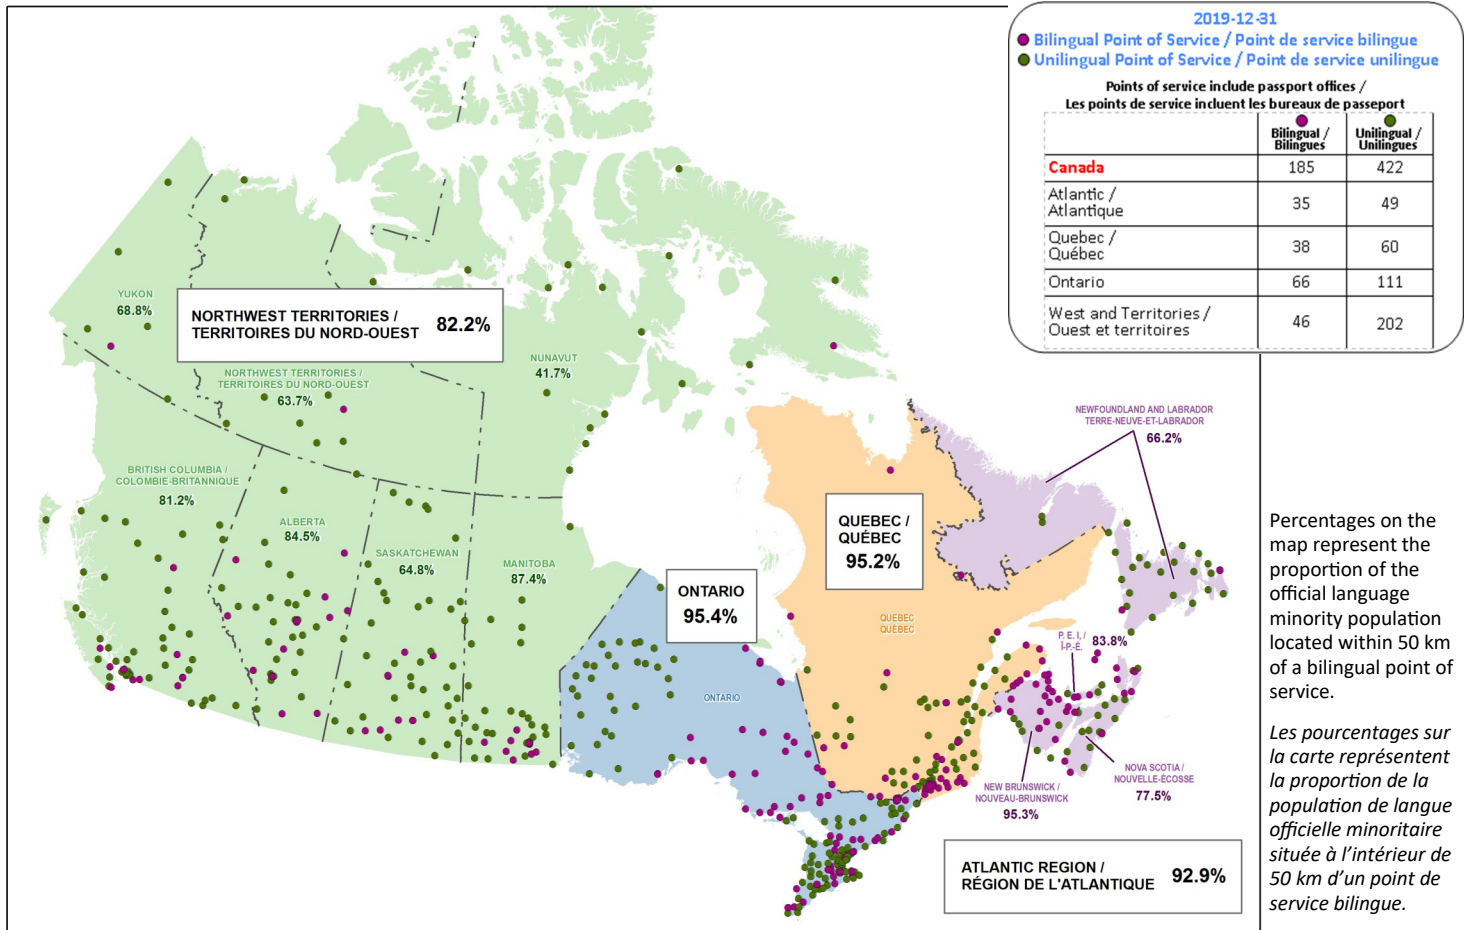 2019-12-31
Bilingual Point of Service / Point de service bilingue
Unilingual Point of Service / Point de service unilingue
Points of service include passport offices /
Les points de service incluent les bureaux de passeport
Bilingual /
Bilingues
Unilingual /
Unilingues
Canada 185 422
Atlantic /
Atlantique 35 49
Quebec /
Québec 38 60
Ontario 66 111
West and Territories /
Ouest et territoires 46 202
YUKON
68.8%
NORTHWEST TERRITORIES /
TERRITOIRES DU NORD-OUEST 82.2%
NORTHWEST TERRITORIES /
TERRITOIRES DU NORD-OUEST
63.7%
NUNAVUT
41.7%
BRITISH COLUMBIA /
COLOMBIE-BRITANNIQUE
81.2%
ALBERTA
84.5%
SASKATCHEWAN
64.8%
MANITOBA
87.4%
ONTARIO
95.4%
ONTARIO
QUEBEC /
QUÉBEC
95.2%
QUEBEC
QUÉBEC
NEWFOUNDLAND AND LABRADOR
TERRE-NEUVE-ET-LABRADOR
66.2%
P. E. I, /
Î-P.-É. 83.8%
NOVA SCOTIA /
NOUVELLE-ÉCOSSE
77.5%
NEW BRUNSWICK /
NOUVEAU-BRUNSWICK
95.3%
ATLANTIC REGION /
RÉGION DE L'ATLANTIQUE 92.9%
Percentages on the
map represent the
proportion of the
official language
minority population
located within 50 km
of a bilingual point of
service.
Les pourcentages sur
la carte représentent
la proportion de la
population de langue
officielle minoritaire
située à l'intérieur de
50 km d'un point de
service bilingue.